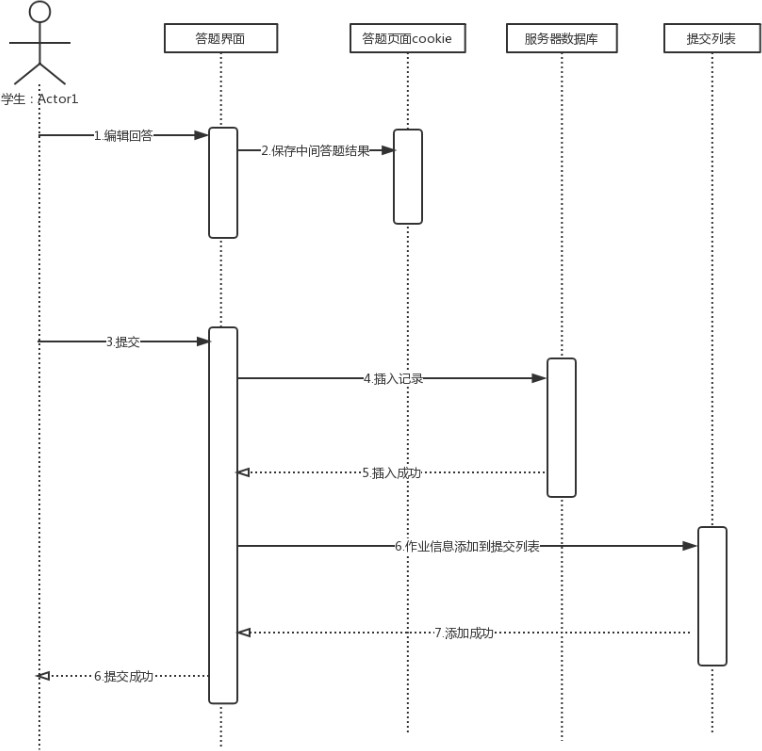 答题界面
答题页面cookie
服务器数据库
提交列表
学生：Actor1
1.编辑回答
2.保存中间答题结果
3.提交
4.插入记录
5.插入成功
6.作业信息添加到提交列表
7.添加成功
6.提交成功